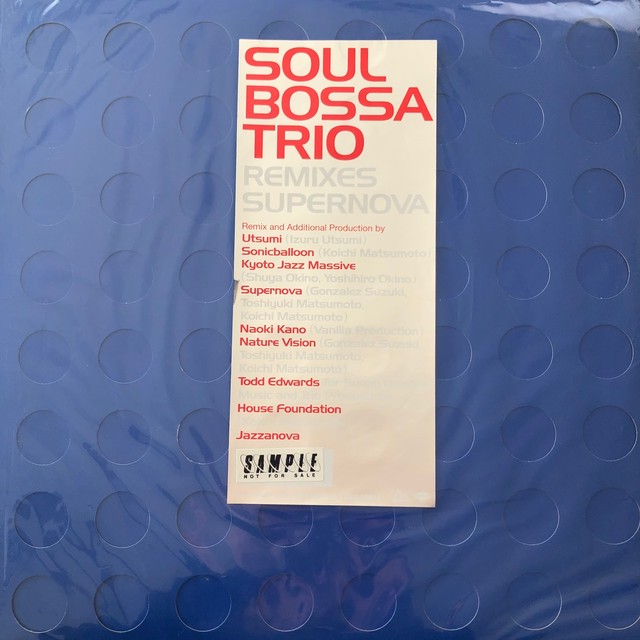 SOUL
BOSSA
TRIO
REMIXES
SUPERNOVA
Remix and Additional Production by
Utsumi (Izuru Utsumi)
Sonicballoon (Koichi Matsumoto)
Kyoto Jazz Massive
(Shuya Okino, Yoshihiro Okino)
Supernova (Gonzalez Suzuki,
Toshiyuki Matsumoto,
Koichi Matsumoto)
Naoki Kano (Vanilla Production)
Nature Vision (Gonzalez Suzuki,
Toshiyuki Matsumoto,
Koichi Matsumoto)
Todd Edwards
House Foundation
Jazzanova
SAMPLE
NOT FOR SALE